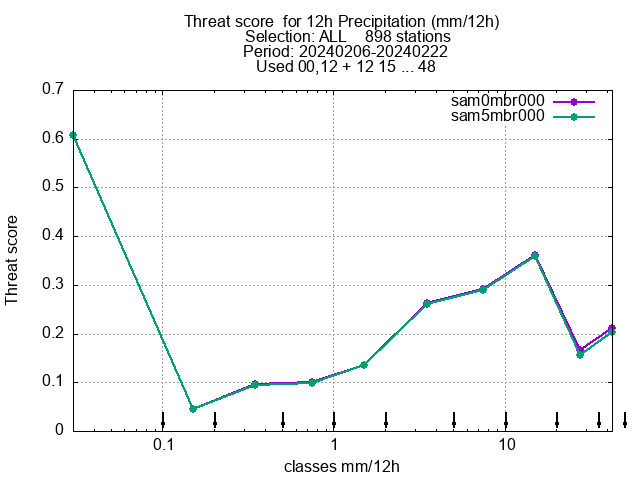 Threat score  for 12h Precipitation (mm/12h)
Selection: ALL    898 stations
Period: 20240206-20240222
Used 00,12 + 12 15 ... 48
sam0mbr000
sam5mbr000
0.7
0.6
0.5
0.4
0.3
0.2
0.1
0
Threat score
0.1 1 10
classes mm/12h